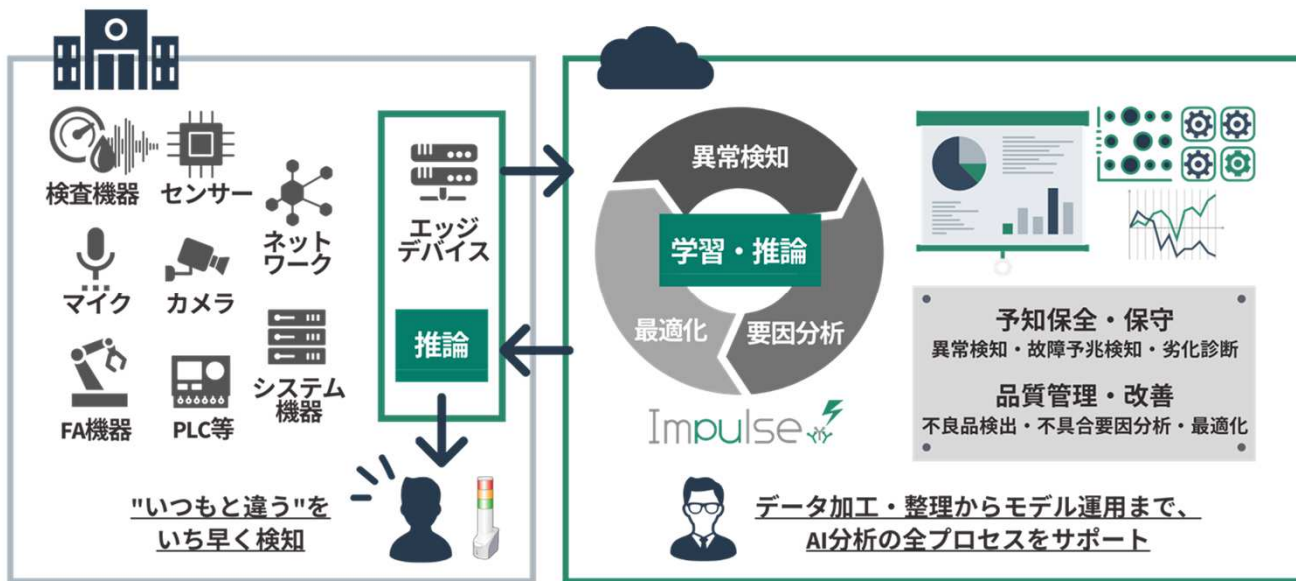 検査機器
センサー
ネット
ワーク
マイク
カメラ
FA機器
PLC等
システム
機器
エッジ
デバイス
推論
"いつもと違う"を
いち早く検知
異常検知
学習・推論
最適化
要因分析
Impulse
予知保全・保守
異常検知・故障予兆検知・劣化診断
品質管理・改善
不良品検出・不具合要因分析・最適化
データ加工・整理からモデル運用まで、
AI分析の全プロセスをサポート